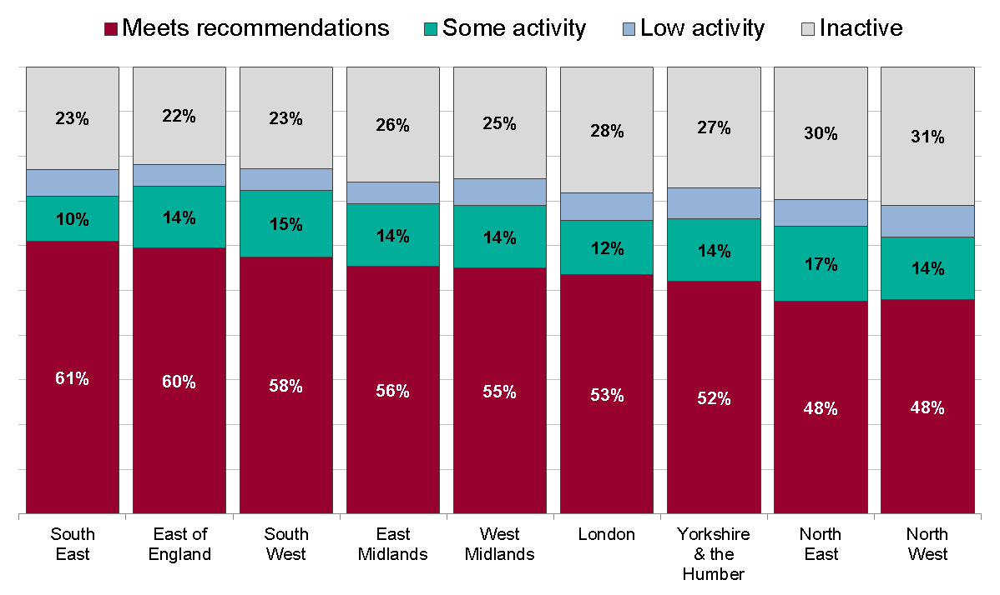 Meets recommendations Some activity Low activity Inactive
23% 22% 23% 26% 25% 28% 27% 30% 31%
10% 14% 15% 14% 14% 12% 14% 17% 14%
61% 60% 58% 56% 55% 53% 52% 48% 48%
South East of South East West London Yorkshire North North
East England West Midlands Midlands & the East West
Humber